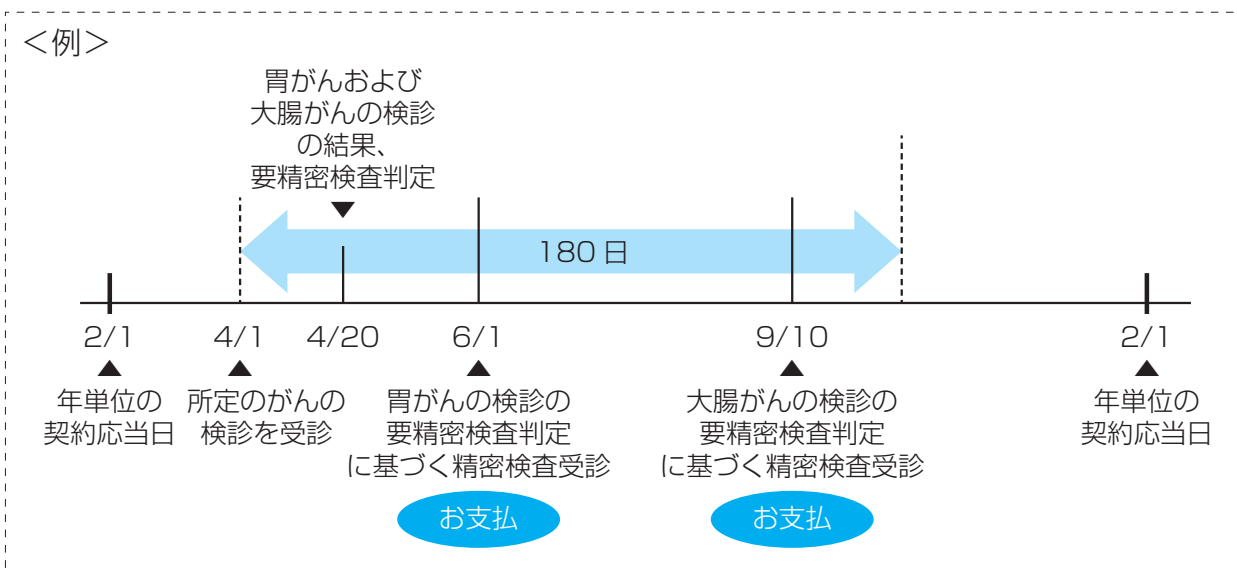 ＜例＞
胃がんおよび
大腸がんの検診
の結果、
要精密検査判定
▼
180日
2/1
4/1
4/20
6/1
9/10
2/1
▲
年単位の
契約応当日
▲
所定のがんの
検診を受診
▲
胃がんの検診の
要精密検査判定
に基づく精密検査受診
お支払
▲
大腸がんの検診の
要精密検査判定
に基づく精密検査受診
お支払
▲
年単位の
契約応当日